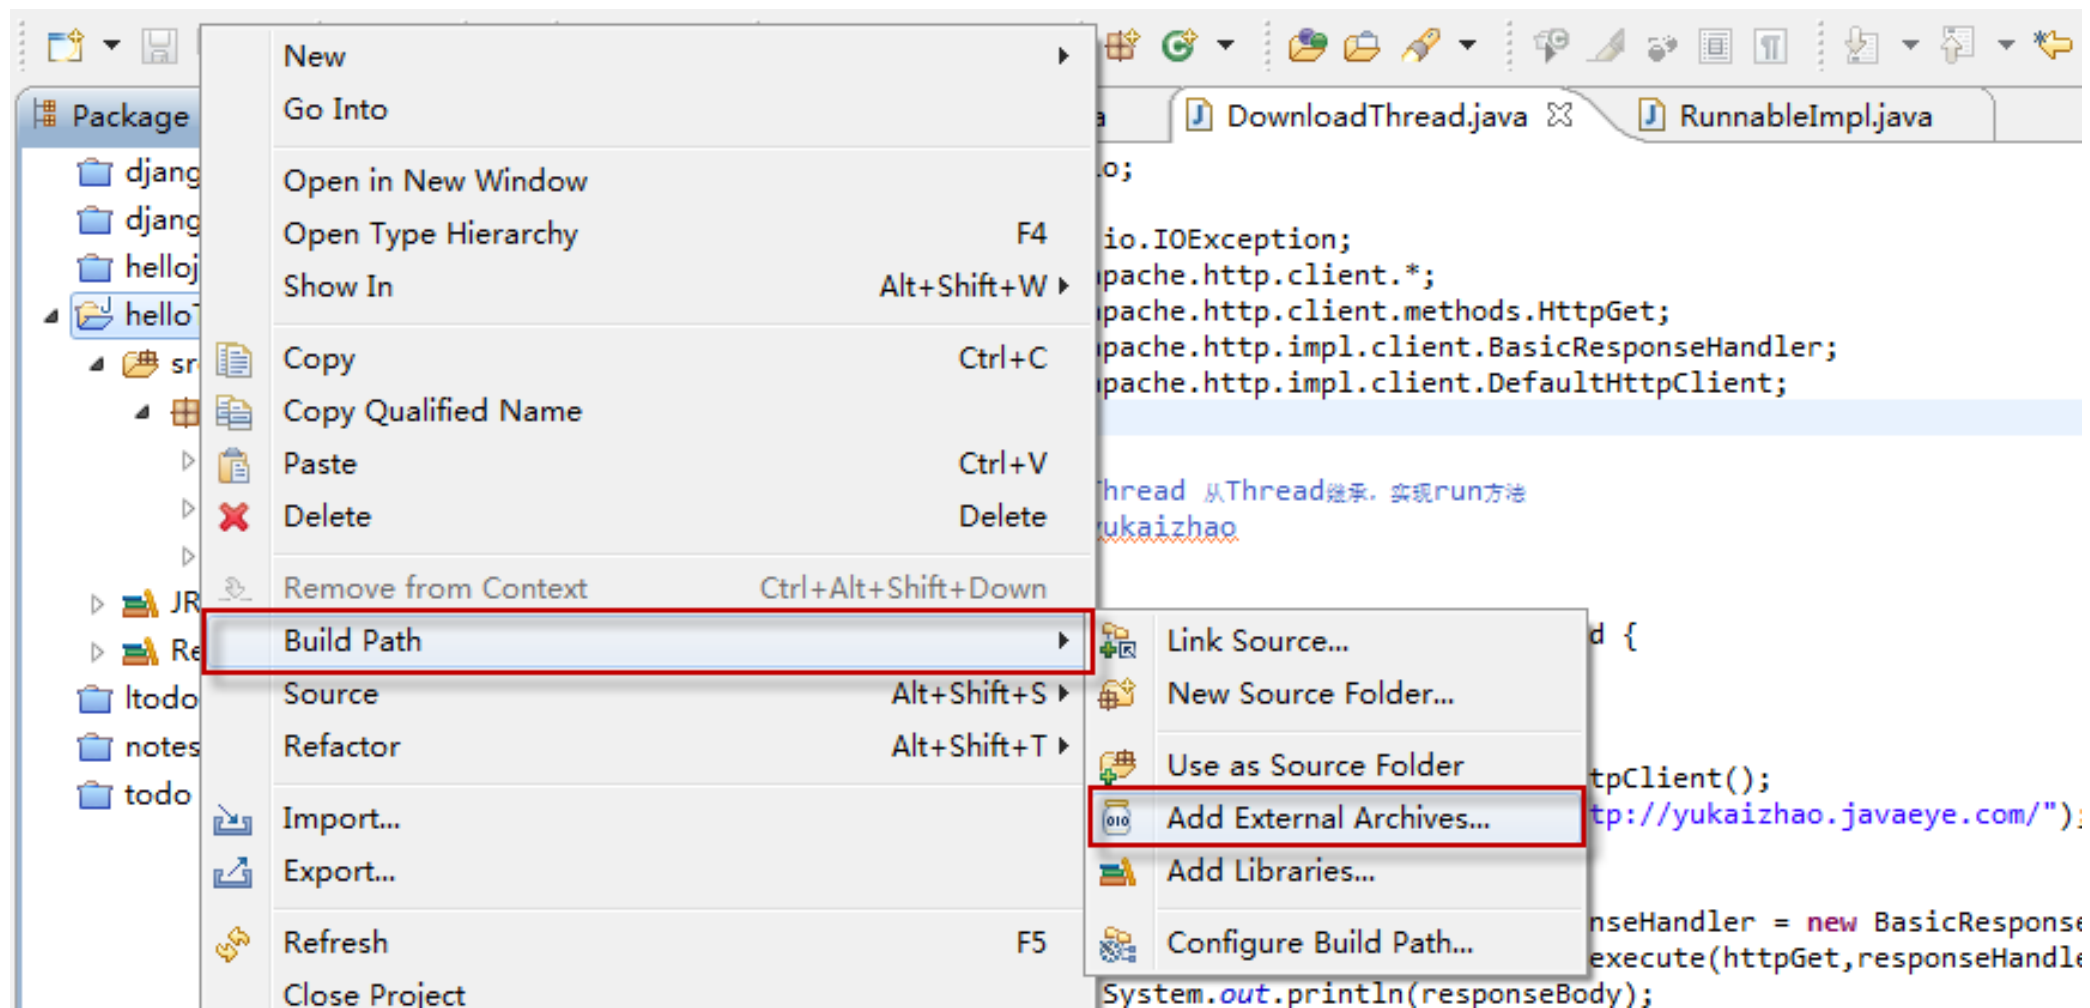 Package
djang
djang
helloj
hello
sr
JR
Re
ltodo
notes
todo
New
Go Into
Open in New Window
Open Type Hierarchy F4
Show In Alt+Shift+W
Copy Ctrl+C
Copy Qualified Name
Paste Ctrl+V
Delete Delete
Remove from Context Ctrl+Alt+Shift+Down
Build Path
Source Alt+Shift+S
Refactor Alt+Shift+T
Import...
Export...
Refresh F5
Close Project
Link Source...
New Source Folder...
Use as Source Folder
Add External Archives...
Add Libraries...
Configure Build Path...
a
DownloadThread.java
RunnableImpl.java
o;
io.IOException;
pache.http.client.*;
pache.http.client.methods.HttpGet;
pache.http.impl.client.BasicResponseHandler;
pache.http.impl.client.DefaultHttpClient;
hread 从Thread继承，实现run方法
yukaizhao
d {
tpClient();
tp://yukaizhao.javaeye.com/");
nseHandler = new BasicResponse
execute(httpGet,responseHandle
System.out.println(responseBody);